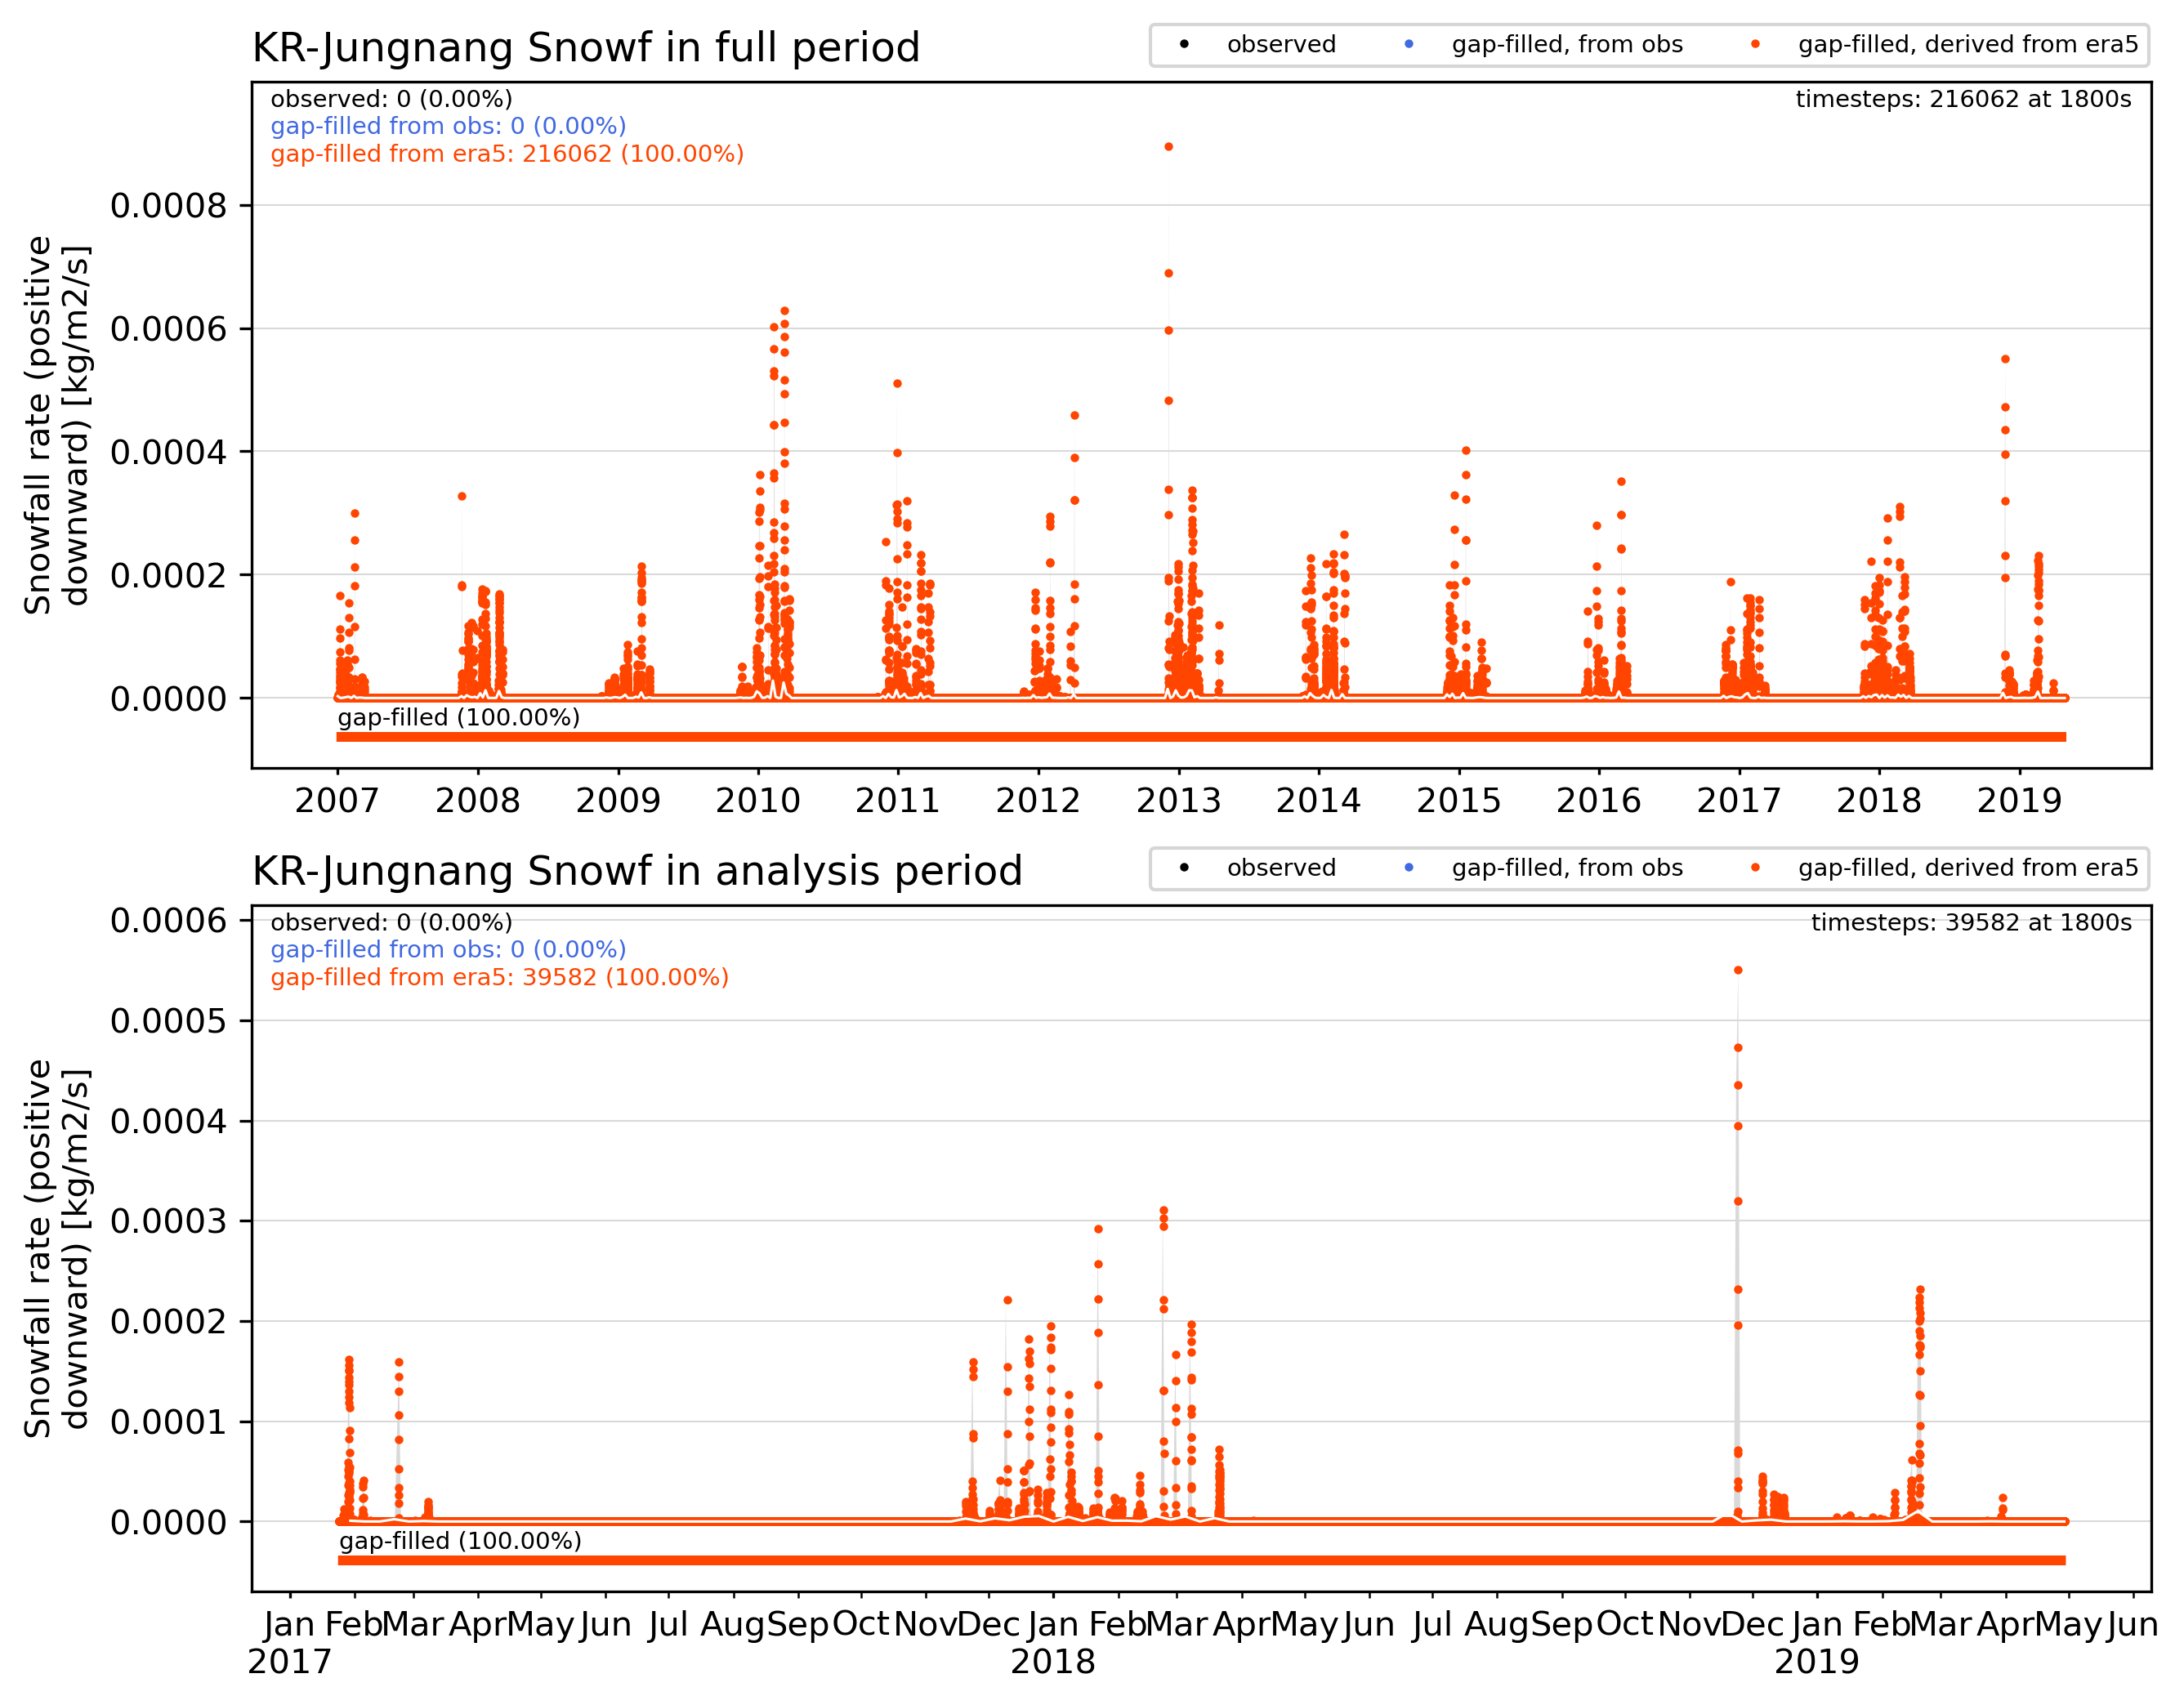 KR-Jungnang Snowf in full period
observed
gap-filled, from obs
gap-filled, derived from era5
observed: 0 (0.00%)
gap-filled from obs: 0 (0.00%)
gap-filled from era5: 216062 (100.00%)
timesteps: 216062 at 1800s
Snowfall rate (positive
downward) [kg/m2/s]
0.0008
0.0006
0.0004
0.0002
0.0000
gap-filled (100.00%)
2007 2008 2009 2010 2011 2012 2013 2014 2015 2016 2017 2018 2019
KR-Jungnang Snowf in analysis period
observed
gap-filled, from obs
gap-filled, derived from era5
observed: 0 (0.00%)
gap-filled from obs: 0 (0.00%)
gap-filled from era5: 39582 (100.00%)
timesteps: 39582 at 1800s
Snowfall rate (positive
downward) [kg/m2/s]
0.0006
0.0005
0.0004
0.0003
0.0002
0.0001
0.0000
gap-filled (100.00%)
Jan Feb Mar Apr May Jun Jul Aug Sep Oct Nov Dec Jan Feb Mar Apr May Jun Jul Aug Sep Oct Nov Dec Jan Feb Mar Apr May Jun
2017 2018 2019